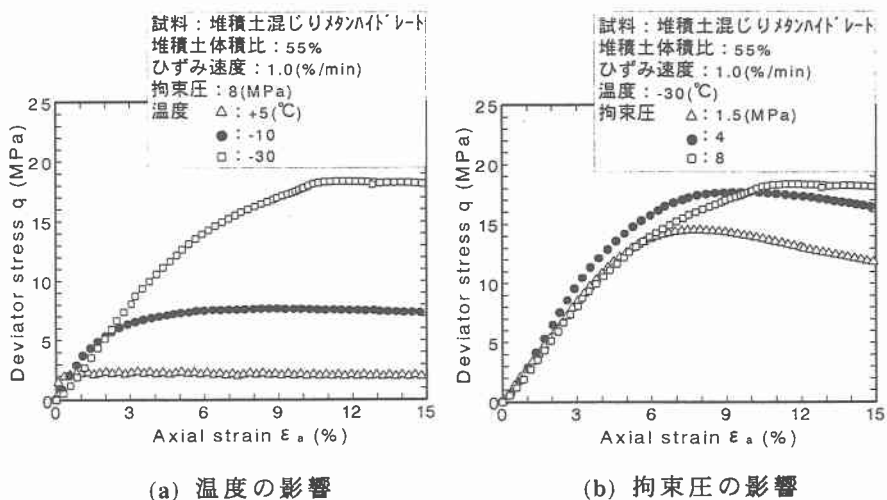 試料：堆積土混じりメタンハイドレート
堆積土体積比：55%
ひずみ速度：1.0(%/min)
拘束圧：8(MPa)
温度 △：+5(℃)
●：-10
□：-30
25
20
15
10
5
0
Deviator stress q (MPa)
0 3 6 9 12 15
Axial strain εa (%)
(a) 温度の影響
試料：堆積土混じりメタンハイドレート
堆積土体積比：55%
ひずみ速度：1.0(%/min)
温度：-30(℃)
拘束圧 △：1.5(MPa)
●：4
□：8
25
20
15
10
5
0
Deviator stress q (MPa)
0 3 6 9 12 15
Axial strain εa (%)
(b) 拘束圧の影響